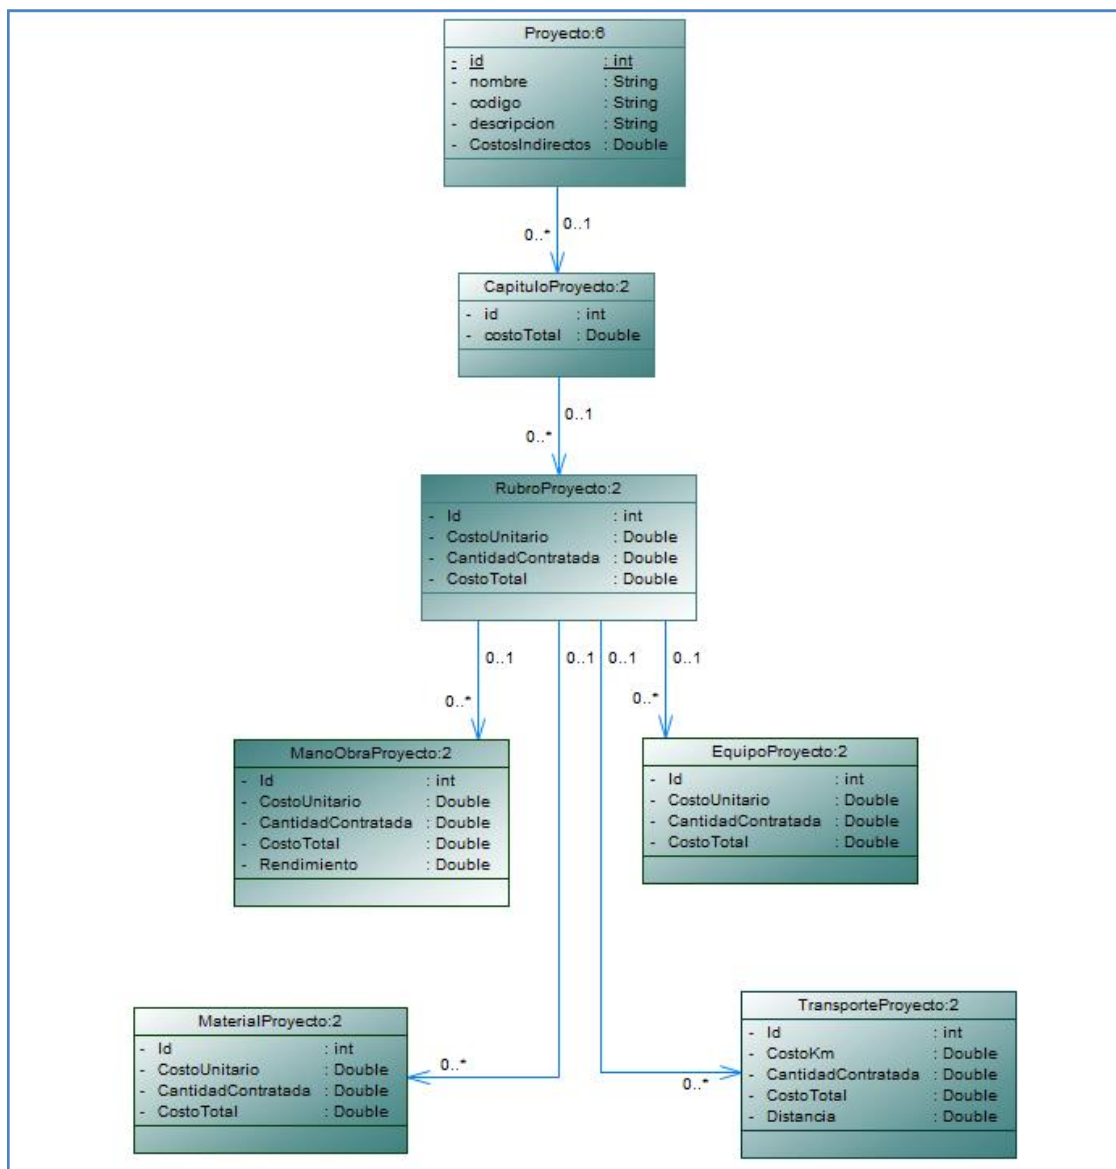 Proyecto:6
- id : int
- nombre : String
- codigo : String
- descripcion : String
- CostosIndirectos : Double
0..1
0..*
CapituloProyecto:2
- id : int
- costoTotal : Double
0..1
0..*
RubroProyecto:2
- Id : int
- CostoUnitario : Double
- CantidadContratada : Double
- CostoTotal : Double
0..1 0..1 0..1 0..1
0..* 0..*
ManoObraProyecto:2
- Id : int
- CostoUnitario : Double
- CantidadContratada : Double
- CostoTotal : Double
- Rendimiento : Double
EquipoProyecto:2
- Id : int
- CostoUnitario : Double
- CantidadContratada : Double
- CostoTotal : Double
MaterialProyecto:2
- Id : int
- CostoUnitario : Double
- CantidadContratada : Double
- CostoTotal : Double
0..*
0..*
TransporteProyecto:2
- Id : int
- CostoKm : Double
- CantidadContratada : Double
- CostoTotal : Double
- Distancia : Double